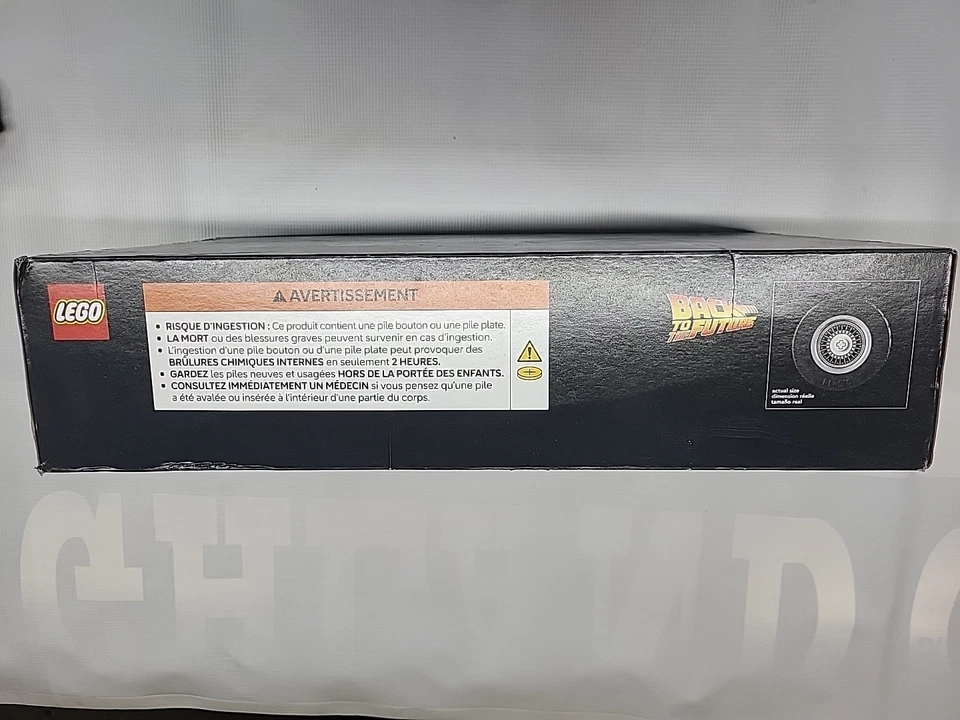 LEGO
AVERTISSEMENT
• RISQUE D'INGESTION : Ce produit contient une pile bouton ou une pile plate.
• LA MORT ou des blessures graves peuvent survenir en cas d'ingestion.
• L'ingestion d'une pile bouton ou d'une pile plate peut provoquer des
BRÛLURES CHIMIQUES INTERNES en seulement 2 HEURES.
• GARDEZ les piles neuves et usagées HORS DE LA PORTÉE DES ENFANTS.
• CONSULTEZ IMMÉDIATEMENT UN MÉDECIN si vous pensez qu'une pile
a été avalée ou insérée à l'intérieur d'une partie du corps.
BACK
TO THE FUTURE
actual size
dimension réelle
tamaño real